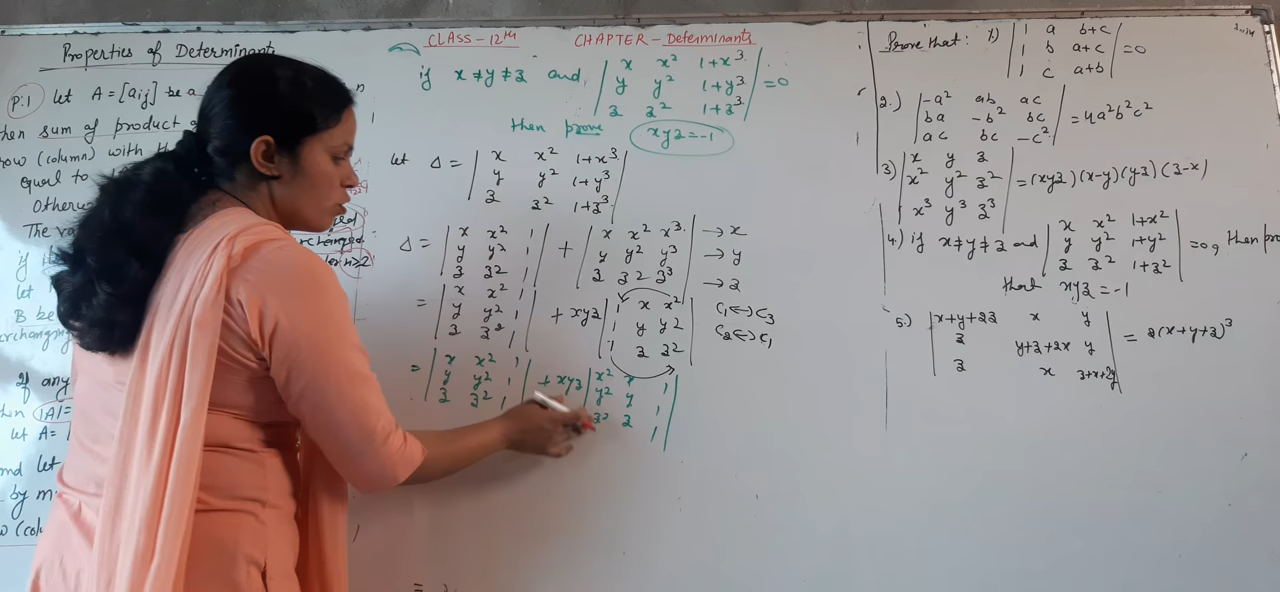 Properties of Determinants
P:1 Let A = [aij] be a
then sum of product
row (column) with th
equal to
Otherw
The va
if
let
B be
erchanging
If any
then |A|=
Let A =
and let
by m
CLASS - 12TH CHAPTER - Determinants
if x ≠ y ≠ z and, | x x² 1+x³ |
| y y² 1+y³ | = 0
| z z² 1+z³ |
then prove xyz = -1
let Δ = | x x² 1+x³ |
| y y² 1+y³ |
| z z² 1+z³ |
Δ = | x x² 1 | + | x x² x³ | → x
| y y² 1 | | y y² y³ | → y
| z z² 1 | | z z² z³ | → z
= | x x² 1 | + xyz | 1 x x² | C₁ ↔ C₃
| y y² 1 | | 1 y y² | C₂ ↔ C₁
| z z² 1 | | 1 z z² |
= | x x² 1 | + xyz | x² x 1 |
| y y² 1 | | y² y 1 |
| z z² 1 | | z² z 1 |
Prove that: 1) | 1 a b+c |
| 1 b a+c | = 0
| 1 c a+b |
2.) | -a² ab ac |
| ba -b² bc | = 4a²b²c²
| ac bc -c² |
3) | x y z |
| x² y² z² | = (xyz)(x-y)(yz)(z-x)
| x³ y³ z³ |
4.) if x ≠ y ≠ z and | x x² 1+x² |
| y y² 1+y² | = 0, then pro
| z z² 1+z² |
that xyz = -1
5.) | x+y+2z x y |
| z y+z+2x y | = 2(x+y+z)³
| z x z+x+2y |